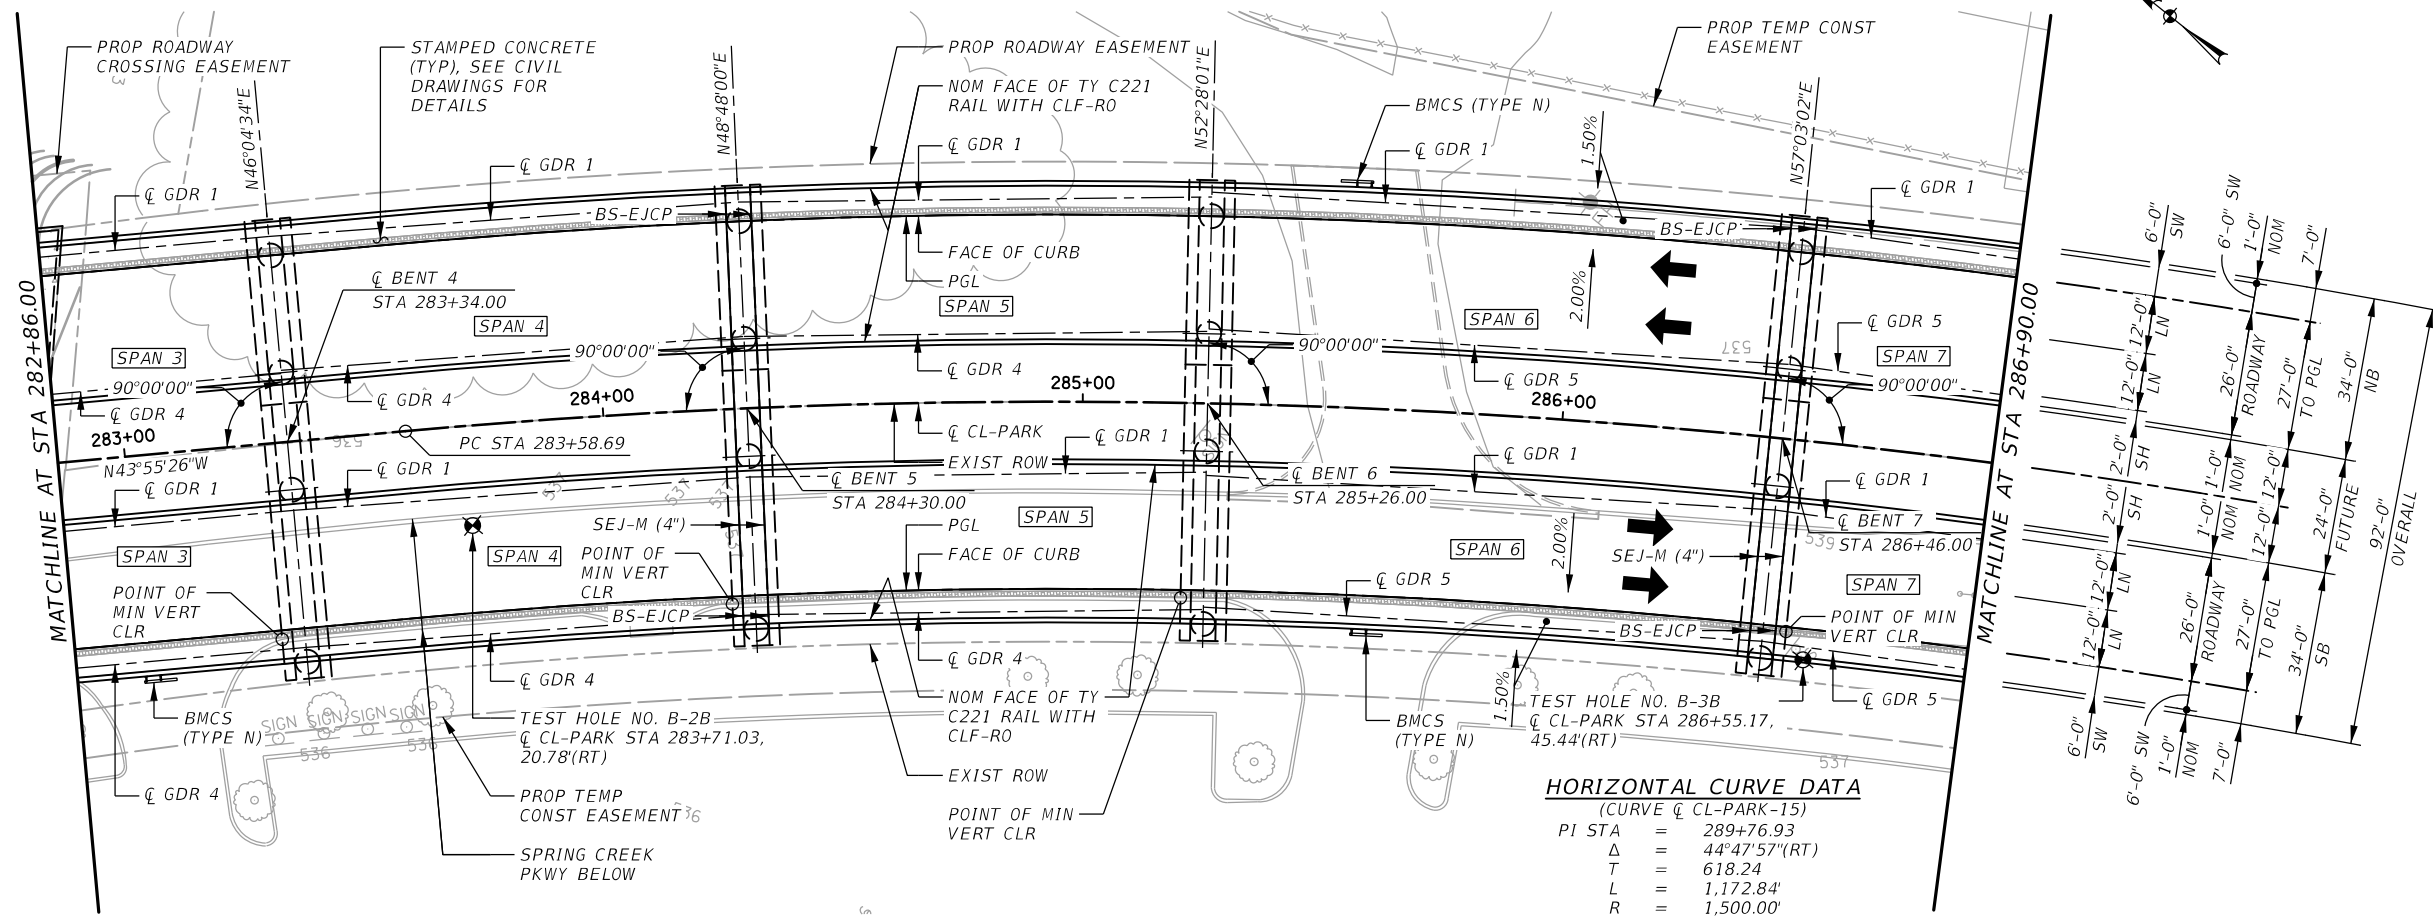 PROP ROADWAY
CROSSING EASEMENT
STAMPED CONCRETE
(TYP), SEE CIVIL
DRAWINGS FOR
DETAILS
PROP ROADWAY EASEMENT
NOM FACE OF TY C221
RAIL WITH CLF-RO
PROP TEMP CONST
EASEMENT
BMCS (TYPE N)
N46°04'34"E
N48°48'00"E
N52°28'01"E
N57°03'02"E
1.50%
℄ GDR 1
℄ GDR 1
℄ GDR 1
℄ GDR 1
℄ GDR 1
BS-EJCP
BS-EJCP
FACE OF CURB
PGL
℄ BENT 4
STA 283+34.00
SPAN 3
SPAN 4
SPAN 5
SPAN 6
SPAN 7
2.00%
90°00'00"
90°00'00"
90°00'00"
90°00'00"
℄ GDR 4
℄ GDR 4
℄ GDR 4
℄ GDR 5
℄ GDR 5
537
MATCHLINE AT STA 282+86.00
MATCHLINE AT STA 286+90.00
283+00
284+00
285+00
286+00
N43°55'26"W
536
PC STA 283+58.69
℄ CL-PARK
EXIST ROW
℄ GDR 1
℄ GDR 1
℄ GDR 1
℄ GDR 1
℄ GDR 1
℄ BENT 5
STA 284+30.00
℄ BENT 6
STA 285+26.00
℄ BENT 7
STA 286+46.00
537
537
537
539
SEJ-M (4")
SEJ-M (4")
SPAN 3
SPAN 4
SPAN 5
SPAN 6
SPAN 7
PGL
FACE OF CURB
2.00%
POINT OF
MIN VERT
CLR
POINT OF
MIN VERT
CLR
POINT OF MIN
VERT CLR
BS-EJCP
BS-EJCP
℄ GDR 5
℄ GDR 4
℄ GDR 4
℄ GDR 4
℄ GDR 5
BMCS
(TYPE N)
SIGN SIGN SIGN SIGN
536
536
TEST HOLE NO. B-2B
℄ CL-PARK STA 283+71.03,
20.78'(RT)
PROP TEMP
CONST EASEMENT
SPRING CREEK
PKWY BELOW
NOM FACE OF TY
C221 RAIL WITH
CLF-RO
EXIST ROW
POINT OF MIN
VERT CLR
BMCS
(TYPE N)
1.50%
TEST HOLE NO. B-3B
℄ CL-PARK STA 286+55.17,
45.44'(RT)
537
HORIZONTAL CURVE DATA
(CURVE ℄ CL-PARK-15)
PI STA = 289+76.93
Δ = 44°47'57"(RT)
T = 618.24
L = 1,172.84'
R = 1,500.00'
6'-0"
SW
6'-0" SW
1'-0"
NOM
7'-0"
12'-0"
LN
12'-0"
LN
26'-0"
ROADWAY
27'-0"
TO PGL
34'-0"
NB
2'-0"
SH
1'-0"
NOM
12'-0"
2'-0"
SH
1'-0"
NOM
12'-0"
24'-0"
FUTURE
92'-0"
OVERALL
12'-0"
LN
12'-0"
LN
26'-0"
ROADWAY
27'-0"
TO PGL
34'-0"
SB
6'-0"
SW
6'-0" SW
1'-0"
NOM
7'-0"